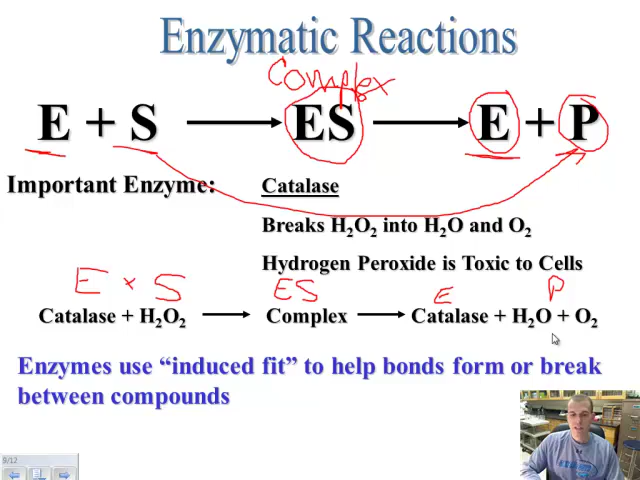 Enzymatic Reactions
Complex
E + S ES E + P
Important Enzyme: Catalase
Breaks H₂O₂ into H₂O and O₂
Hydrogen Peroxide is Toxic to Cells
E + S ES E P
Catalase + H₂O₂ Complex Catalase + H₂O + O₂
Enzymes use “induced fit” to help bonds form or break
between compounds
9/12